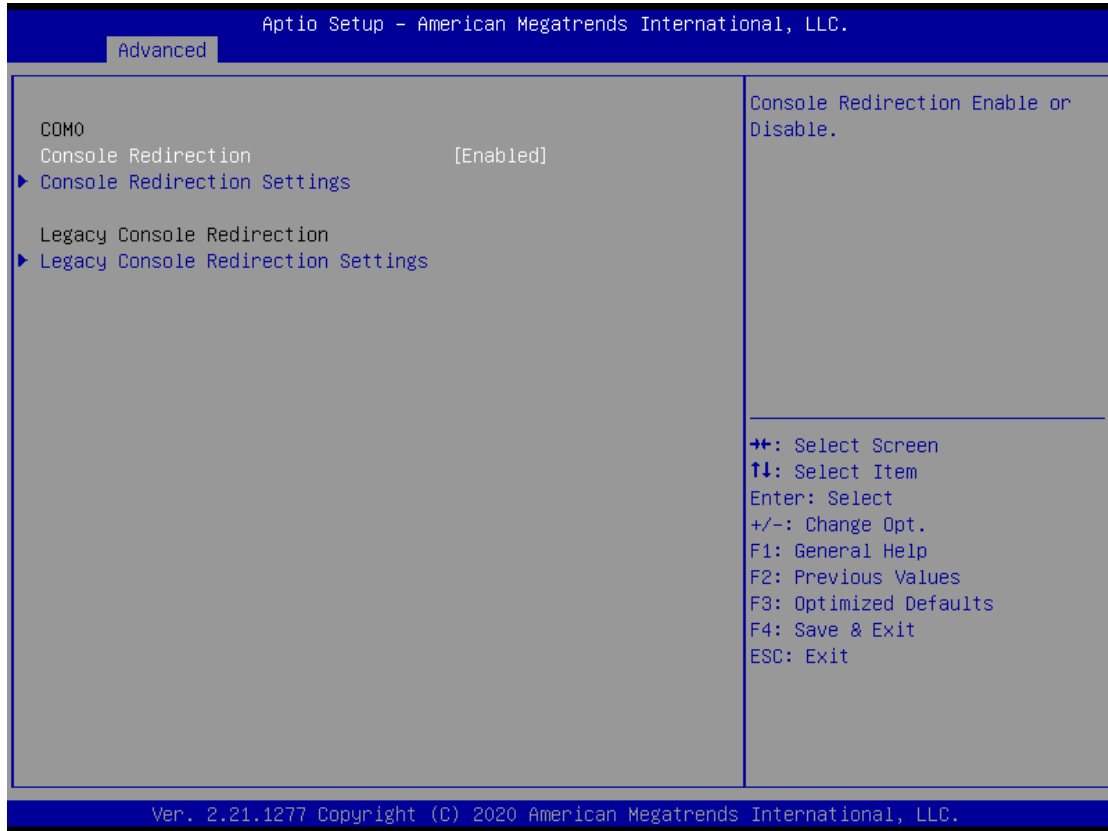 Aptio Setup – American Megatrends International, LLC.
Advanced
COM0
Console Redirection [Enabled]
Console Redirection Settings
Legacy Console Redirection
Legacy Console Redirection Settings
Console Redirection Enable or
Disable.
→←: Select Screen
↑↓: Select Item
Enter: Select
+/-: Change Opt.
F1: General Help
F2: Previous Values
F3: Optimized Defaults
F4: Save & Exit
ESC: Exit
Ver. 2.21.1277 Copyright (C) 2020 American Megatrends International, LLC.